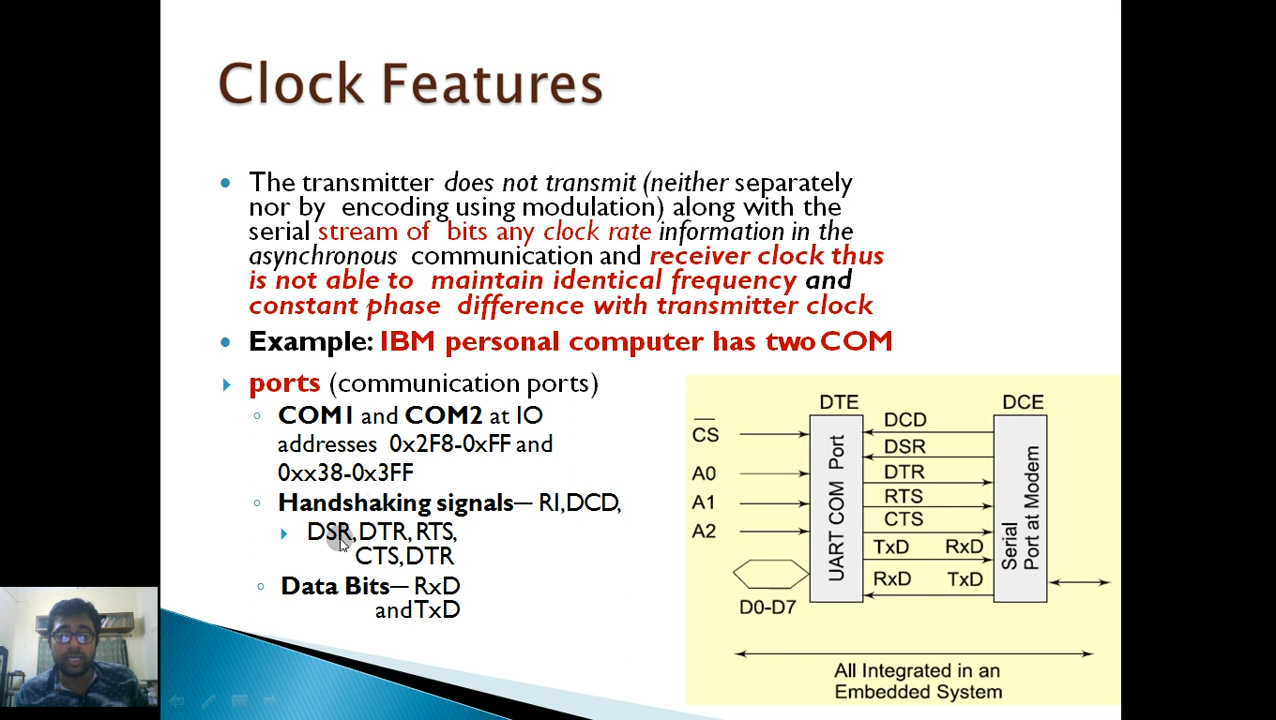 Clock Features
The transmitter does not transmit (neither separately
nor by encoding using modulation) along with the
serial stream of bits any clock rate information in the
asynchronous communication and receiver clock thus
is not able to maintain identical frequency and
constant phase difference with transmitter clock
Example: IBM personal computer has two COM
ports (communication ports)
COM1 and COM2 at IO
addresses 0x2F8-0xFF and
0xx38-0x3FF
Handshaking signals— RI,DCD,
DSR,DTR, RTS,
CTS,DTR
Data Bits— RxD
and TxD
DTE
DCE
CS
A0
A1
A2
D0-D7
UART COM Port
DCD
DSR
DTR
RTS
CTS
TxD RxD
RxD TxD
Serial
Port at Modem
All Integrated in an
Embedded System